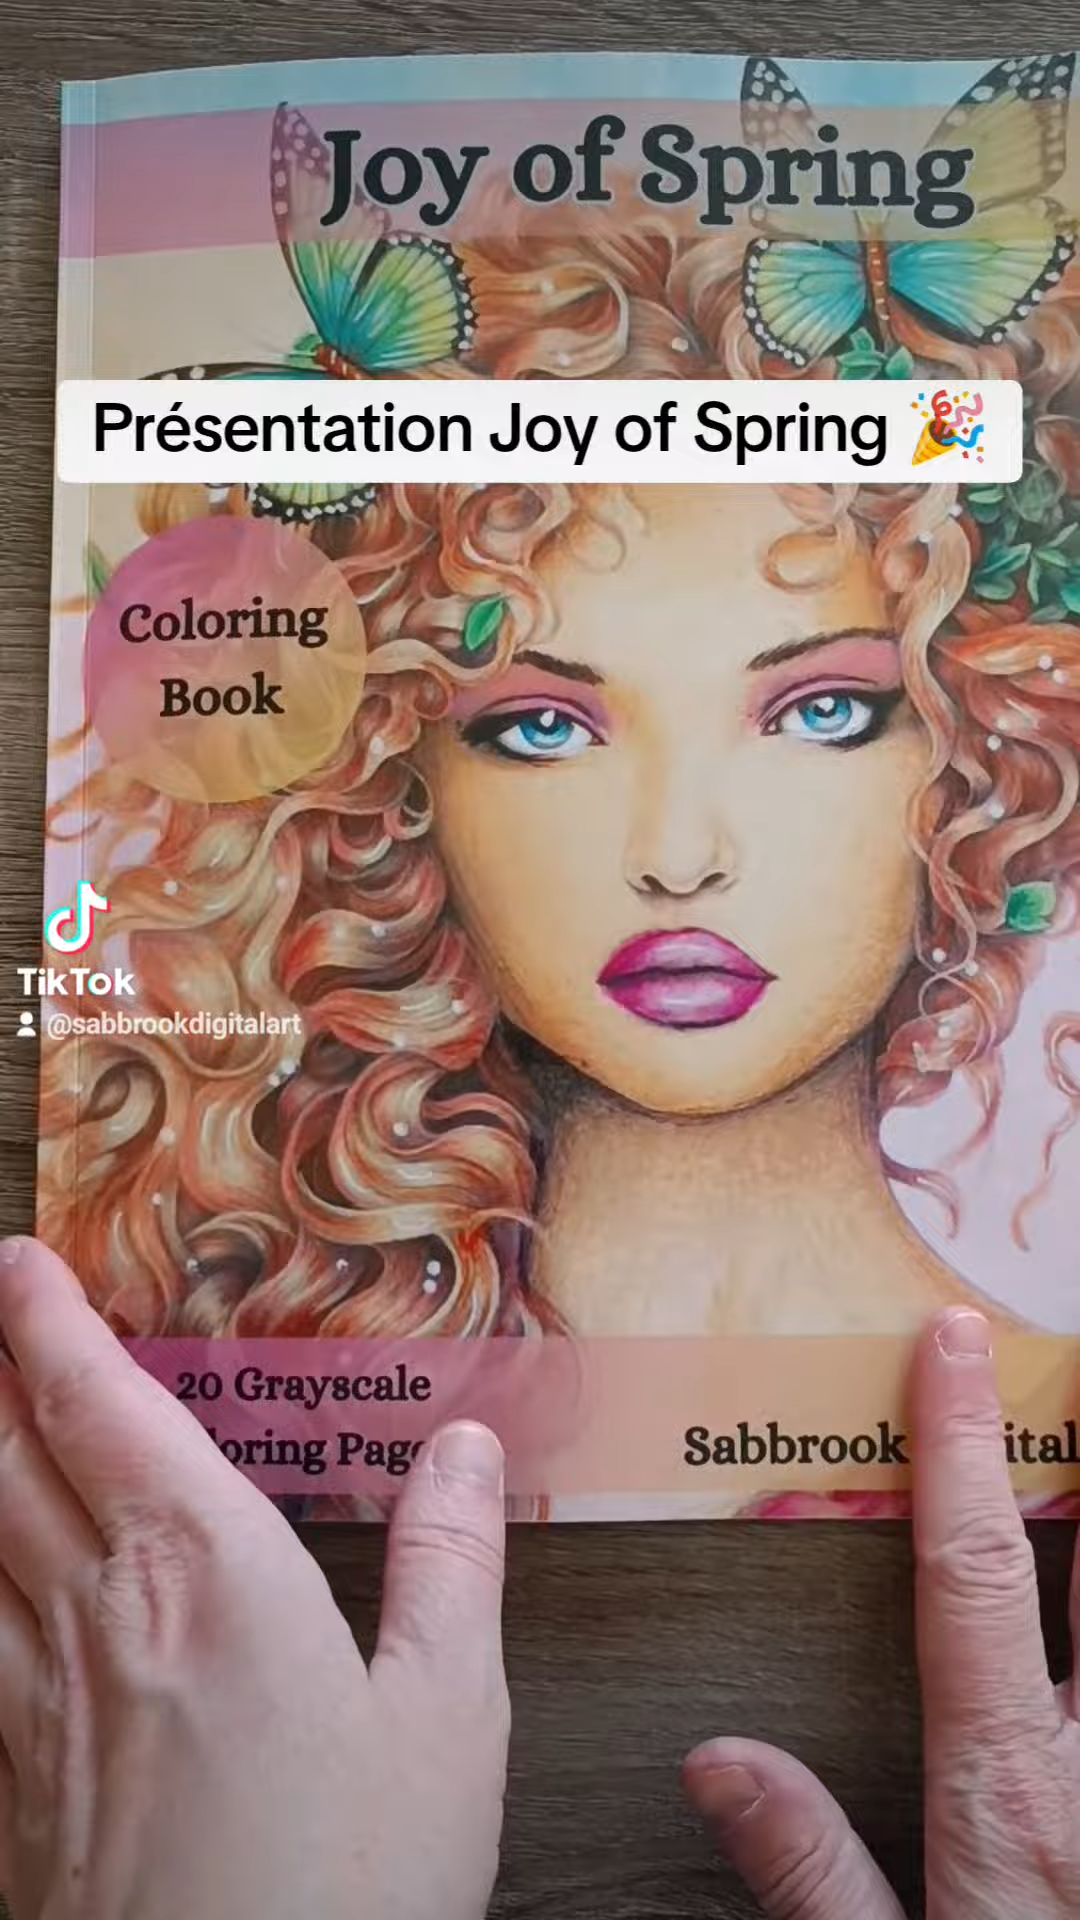 Joy of Spring
Présentation Joy of Spring 🎉
Coloring
Book
TikTok
@sabbrookdigitalart
20 Grayscale
Sabbrook